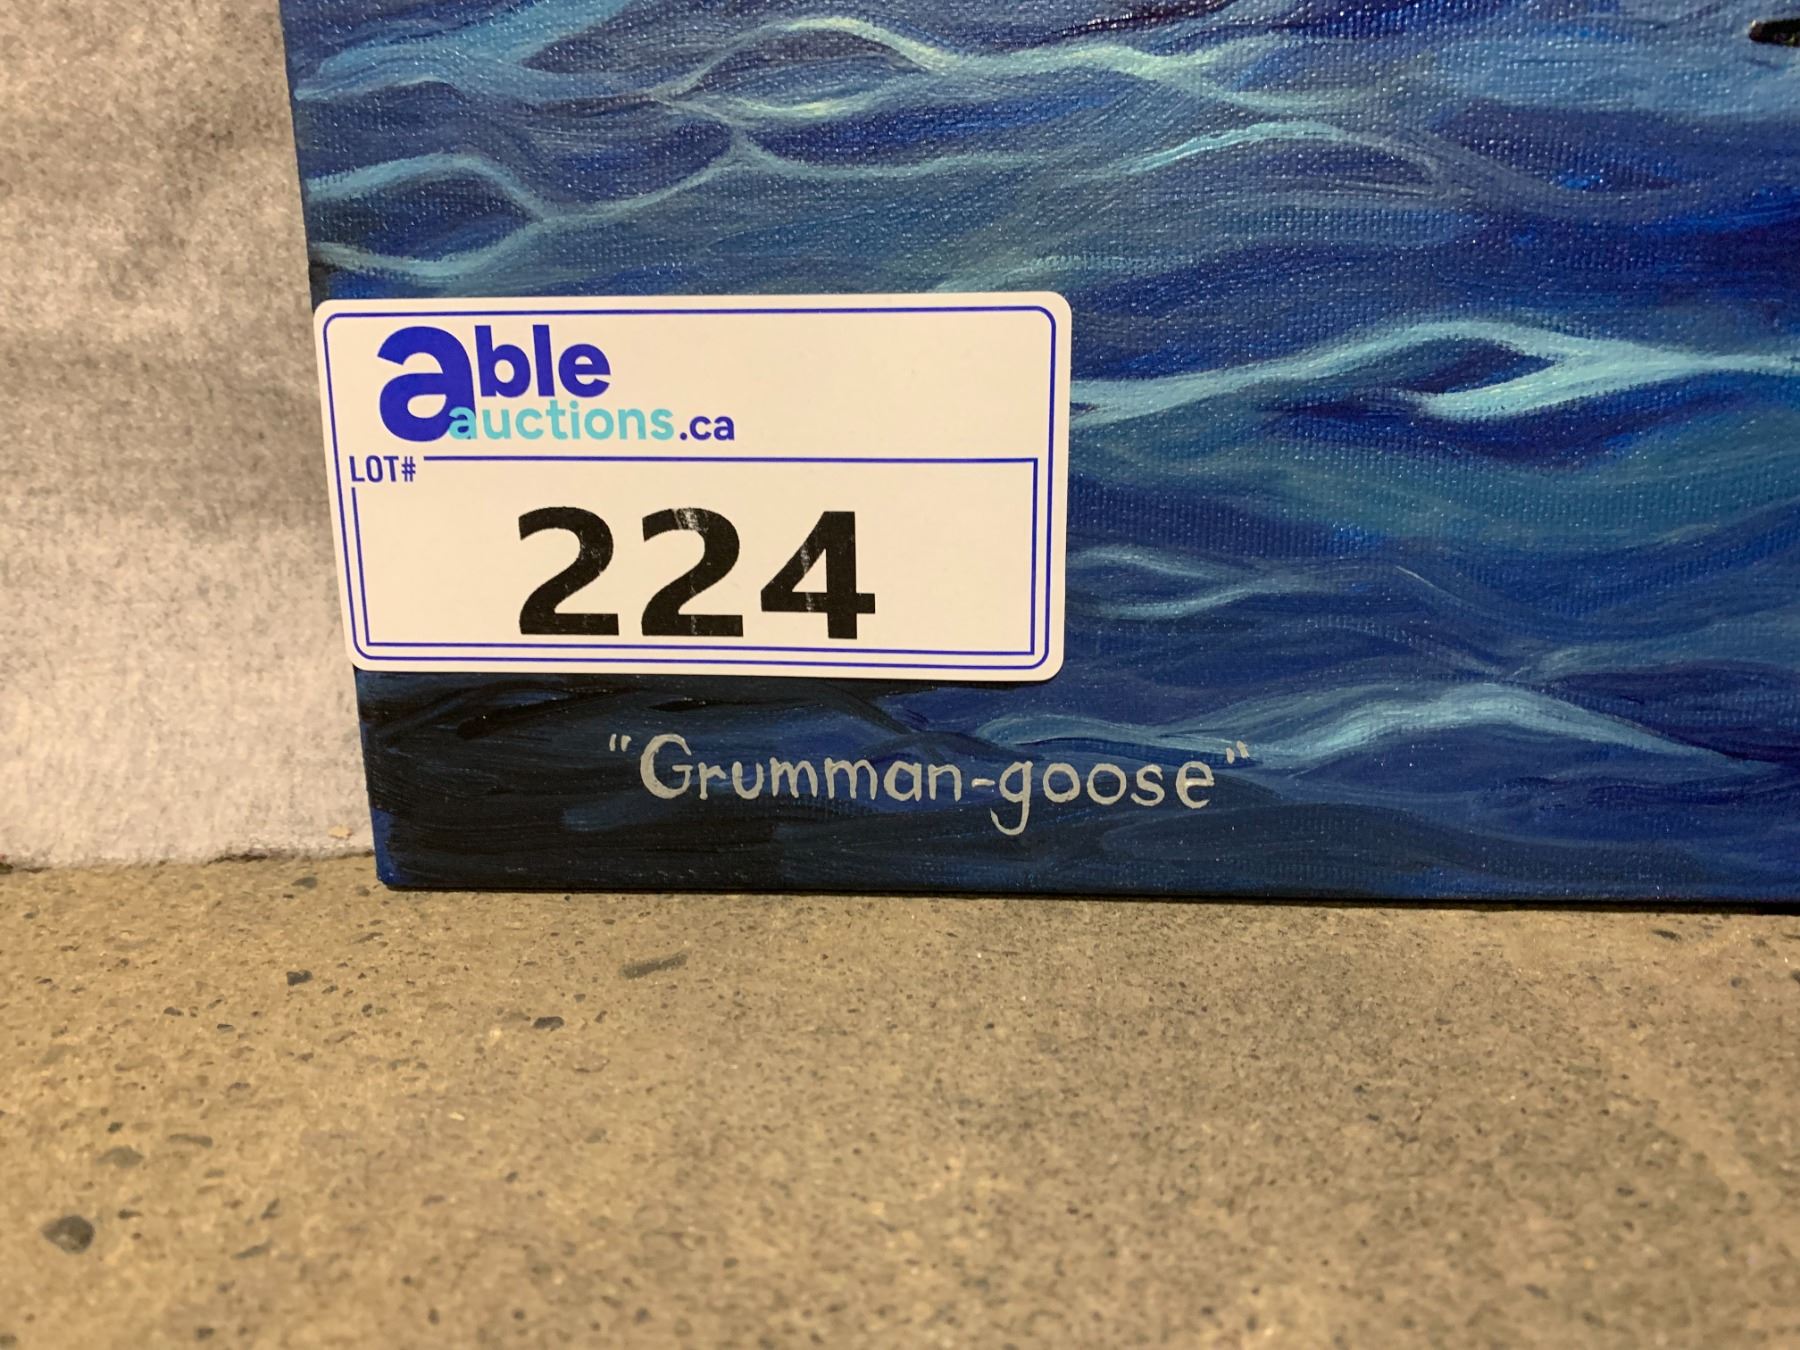 able
auctions.ca
LOT#
224
"Grumman-goose"